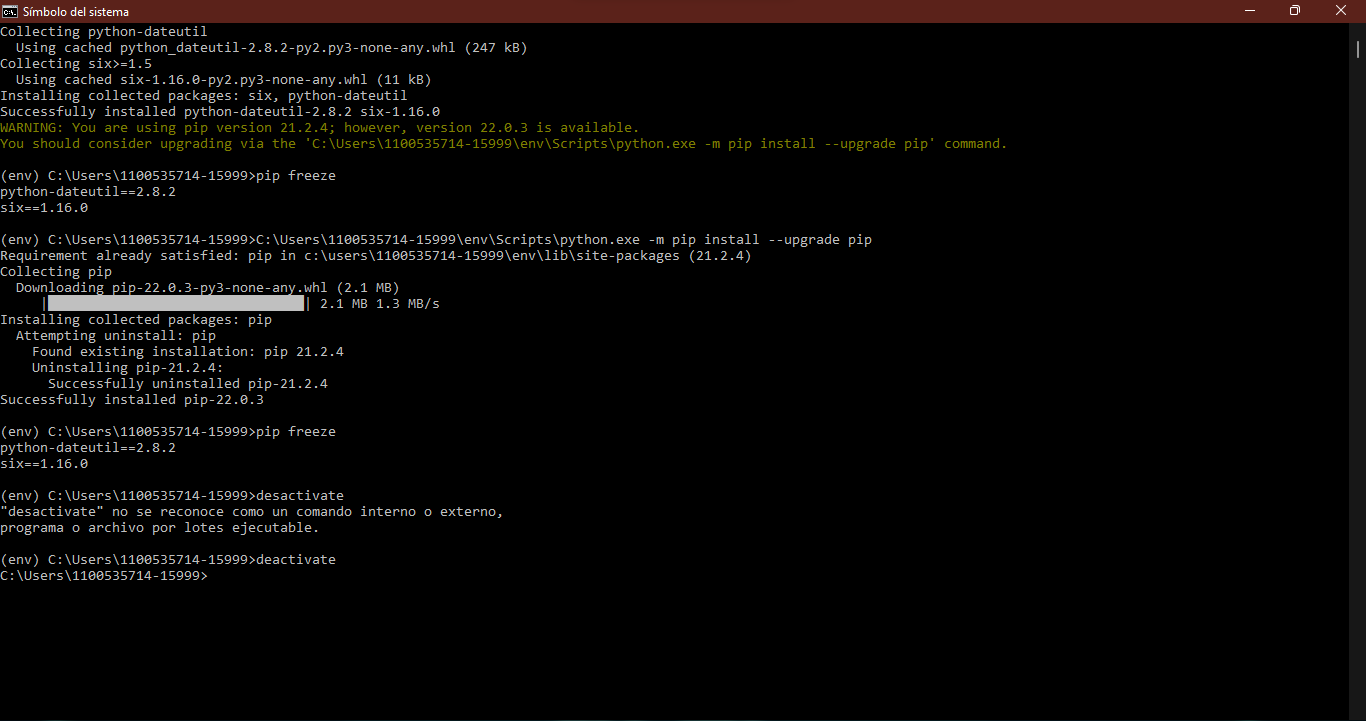 Símbolo del sistema
Collecting python-dateutil
  Using cached python_dateutil-2.8.2-py2.py3-none-any.whl (247 kB)
Collecting six>=1.5
  Using cached six-1.16.0-py2.py3-none-any.whl (11 kB)
Installing collected packages: six, python-dateutil
Successfully installed python-dateutil-2.8.2 six-1.16.0
WARNING: You are using pip version 21.2.4; however, version 22.0.3 is available.
You should consider upgrading via the 'C:\Users\1100535714-15999\env\Scripts\python.exe -m pip install --upgrade pip' command.

(env) C:\Users\1100535714-15999>pip freeze
python-dateutil==2.8.2
six==1.16.0

(env) C:\Users\1100535714-15999>C:\Users\1100535714-15999\env\Scripts\python.exe -m pip install --upgrade pip
Requirement already satisfied: pip in c:\users\1100535714-15999\env\lib\site-packages (21.2.4)
Collecting pip
  Downloading pip-22.0.3-py3-none-any.whl (2.1 MB)
     |████████████████████████████████| 2.1 MB 1.3 MB/s
Installing collected packages: pip
  Attempting uninstall: pip
    Found existing installation: pip 21.2.4
    Uninstalling pip-21.2.4:
      Successfully uninstalled pip-21.2.4
Successfully installed pip-22.0.3

(env) C:\Users\1100535714-15999>pip freeze
python-dateutil==2.8.2
six==1.16.0

(env) C:\Users\1100535714-15999>desactivate
"desactivate" no se reconoce como un comando interno o externo,
programa o archivo por lotes ejecutable.

(env) C:\Users\1100535714-15999>deactivate
C:\Users\1100535714-15999>